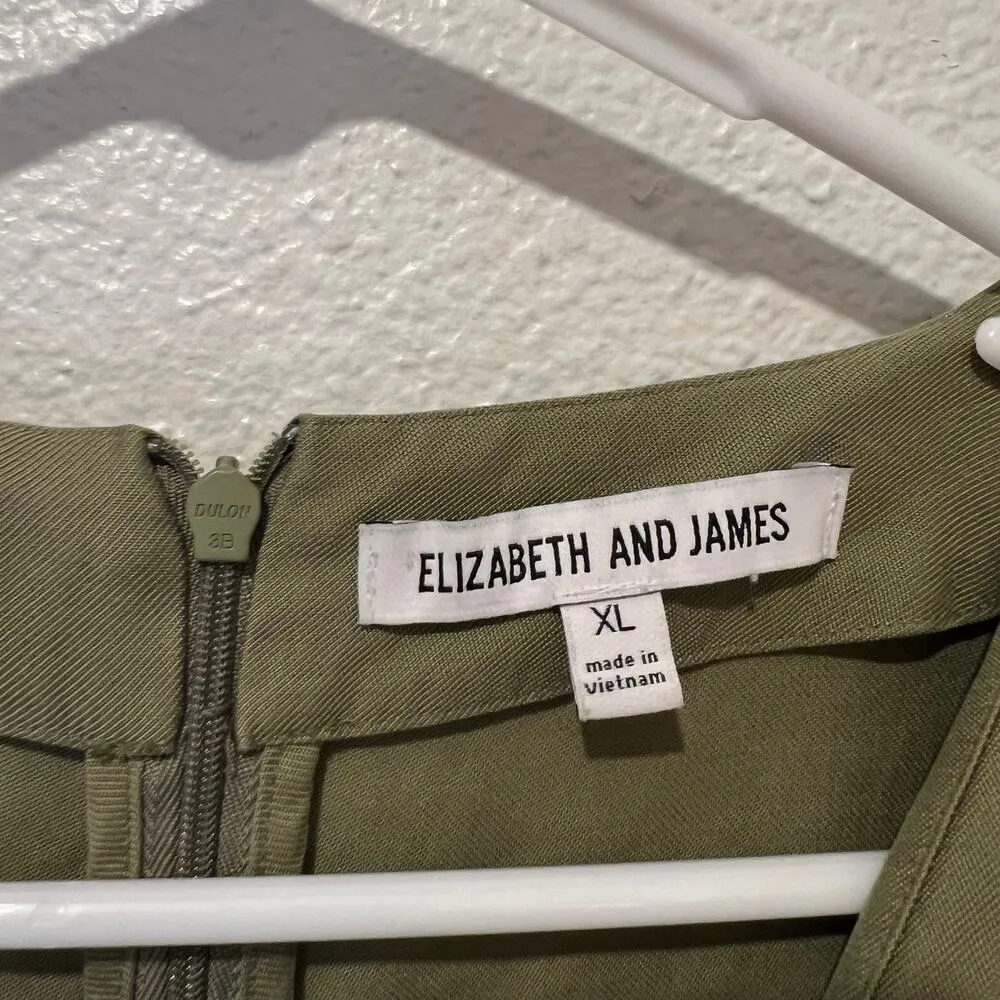 DULON
3B
ELIZABETH AND JAMES
XL
made in
vietnam